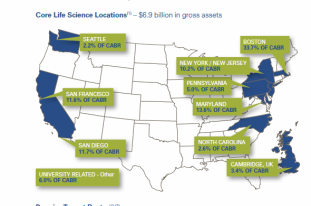 Core Life Science Locations⁽¹⁾ – $6.9 billion in gross assets
SEATTLE
2.2% OF CABR
BOSTON
33.7% OF CABR
NEW YORK / NEW JERSEY
10.2% OF CABR
PENNSYLVANIA
5.0% OF CABR
SAN FRANCISCO
11.6% OF CABR
MARYLAND
13.6% OF CABR
NORTH CAROLINA
2.6% OF CABR
SAN DIEGO
11.7% OF CABR
CAMBRIDGE, UK
3.4% OF CABR
UNIVERSITY RELATED - Other
6.0% OF CABR